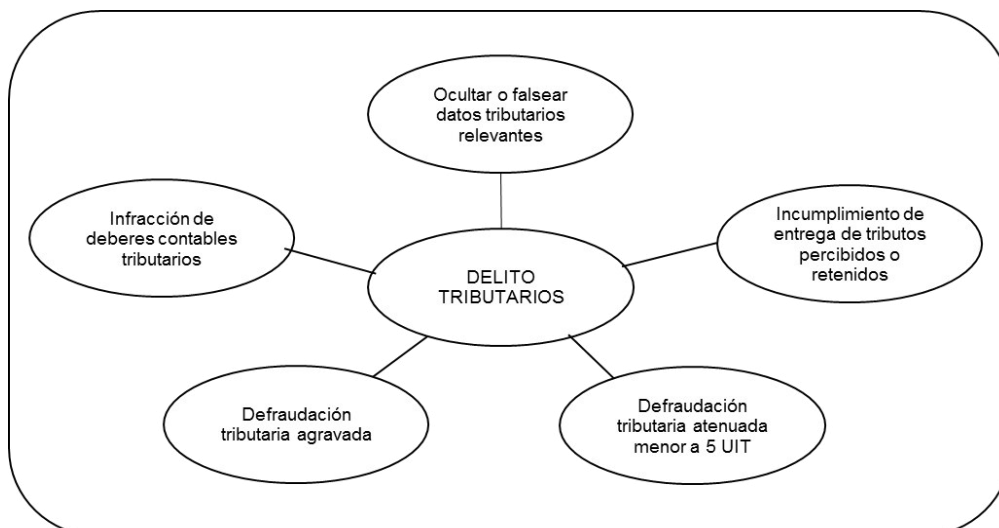 Ocultar o falsear
datos tributarios
relevantes
Infracción de
deberes contables
tributarios
Incumplimiento de
entrega de tributos
percibidos o
retenidos
DELITO
TRIBUTARIOS
Defraudación
tributaria agravada
Defraudación
tributaria atenuada
menor a 5 UIT